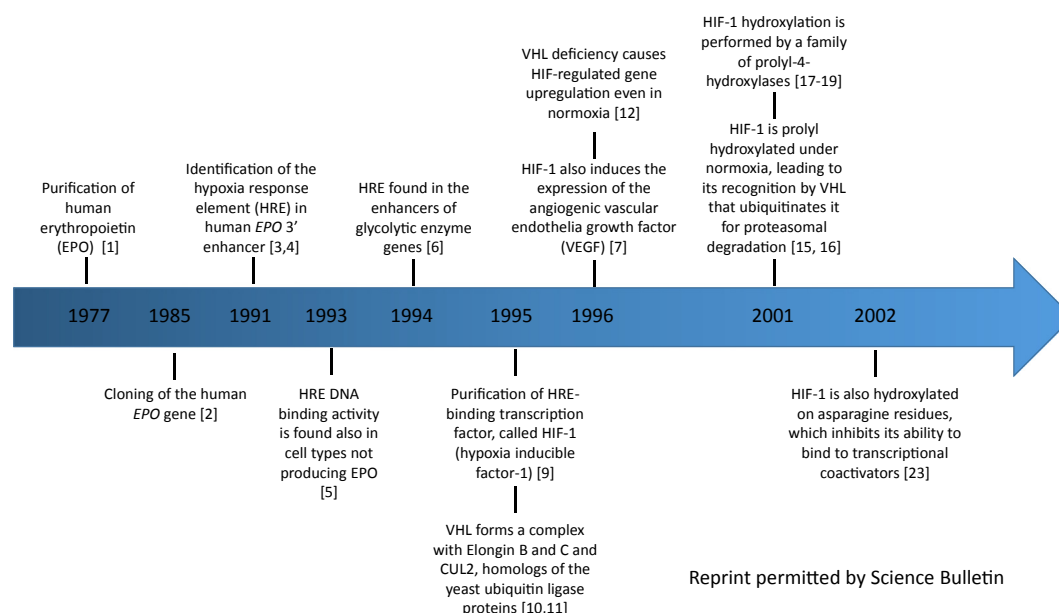 HIF-1 hydroxylation is
performed by a family
of prolyl-4-
hydroxylases [17-19]
VHL deficiency causes
HIF-regulated gene
upregulation even in
normoxia [12]
HIF-1 is prolyl
hydroxylated under
normoxia, leading to
its recognition by VHL
that ubiquitinates it
for proteasomal
degradation [15, 16]
Purification of
human
erythropoietin
(EPO) [1]
Identification of the
hypoxia response
element (HRE) in
human EPO 3’
enhancer [3,4]
HRE found in the
enhancers of
glycolytic enzyme
genes [6]
HIF-1 also induces the
expression of the
angiogenic vascular
endothelia growth factor
(VEGF) [7]
1977 1985 1991 1993 1994 1995 1996 2001 2002
Cloning of the human
EPO gene [2]
HRE DNA
binding activity
is found also in
cell types not
producing EPO
[5]
Purification of HRE-
binding transcription
factor, called HIF-1
(hypoxia inducible
factor-1) [9]
HIF-1 is also hydroxylated
on asparagine residues,
which inhibits its ability to
bind to transcriptional
coactivators [23]
VHL forms a complex
with Elongin B and C and
CUL2, homologs of the
yeast ubiquitin ligase
proteins [10,11]
Reprint permitted by Science Bulletin